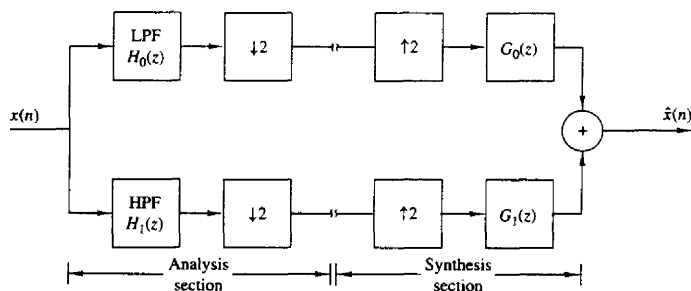 LPF
H₀(z)
↓2
↑2
G₀(z)
x(n)
+
x̂(n)
HPF
H₁(z)
↓2
↑2
G₁(z)
Analysis
section
Synthesis
section